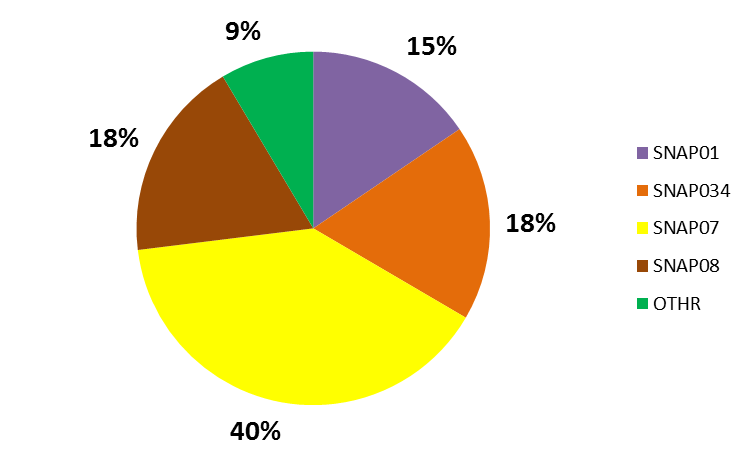 9%
15%
18%
18%
40%
SNAP01
SNAP034
SNAP07
SNAP08
OTHR